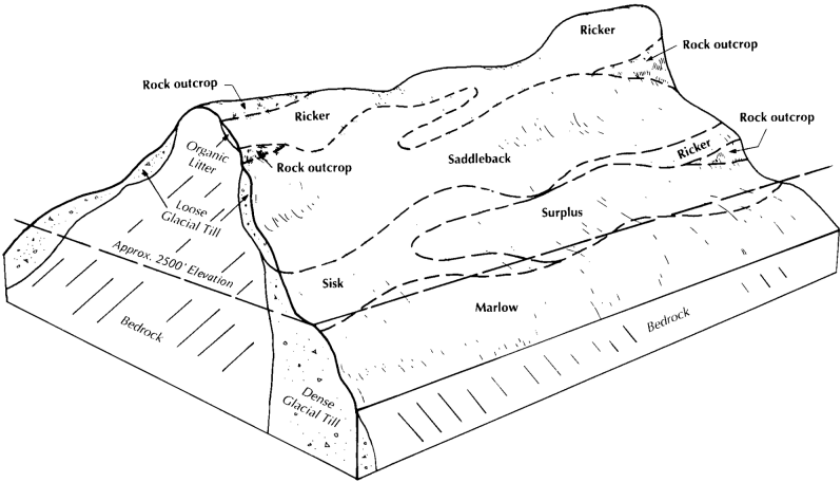 Ricker
Rock outcrop
Rock outcrop
Ricker
Rock outcrop
Organic
Litter
Ricker
Rock outcrop
Saddleback
Loose
Glacial Till
Surplus
Approx. 2500' Elevation
Sisk
Marlow
Bedrock
Bedrock
Dense
Glacial Till